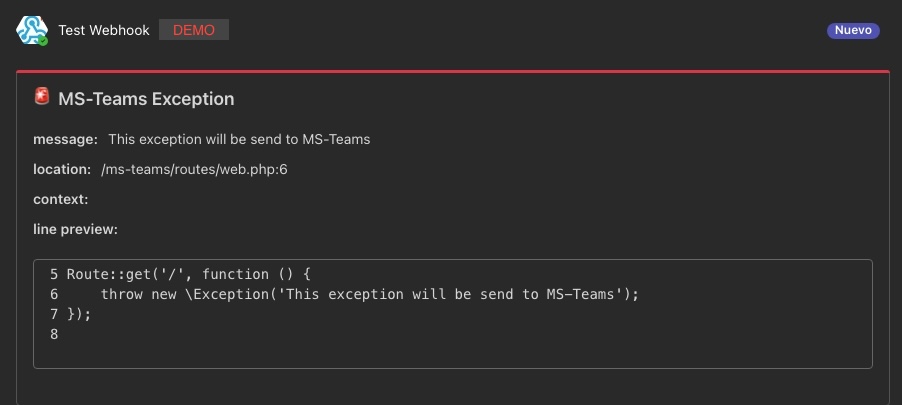 Test Webhook DEMO Nuevo
MS-Teams Exception
message: This exception will be send to MS-Teams
location: /ms-teams/routes/web.php:6
context:
line preview:
5 Route::get('/', function () {
6     throw new \Exception('This exception will be send to MS-Teams');
7 });
8